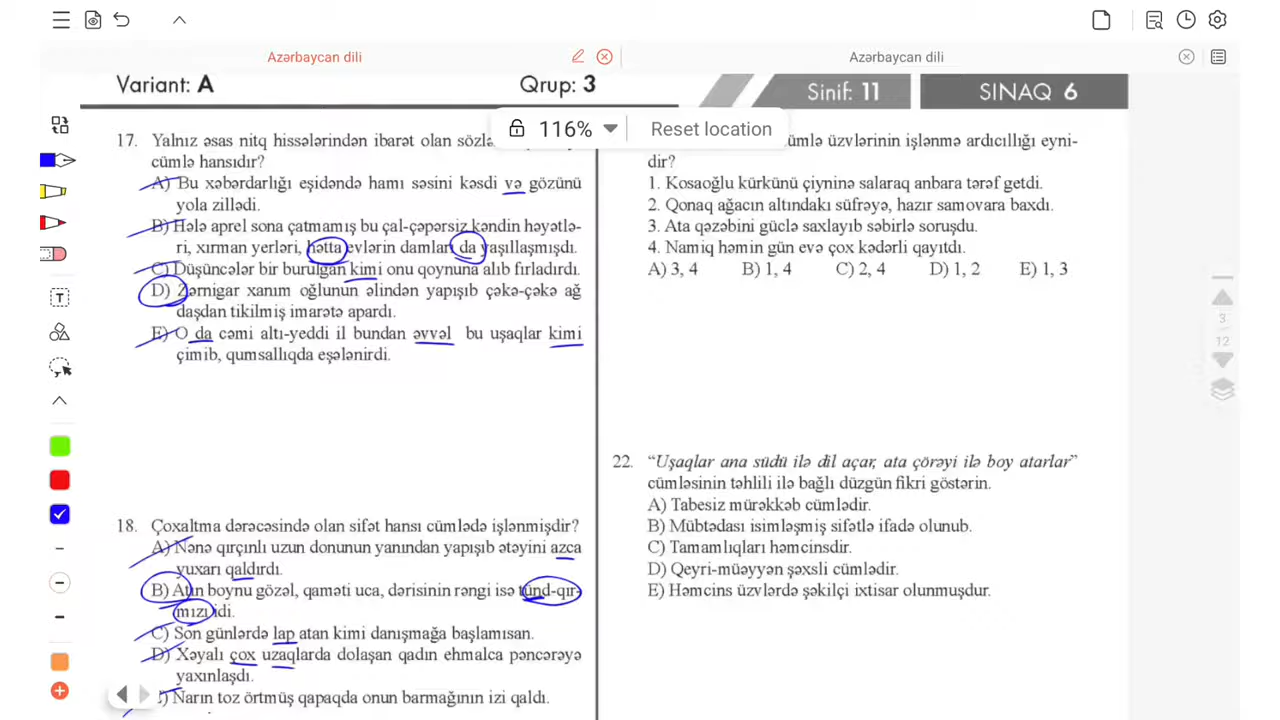 Azərbaycan dili
Azərbaycan dili
Variant: A
Qrup: 3
Sinif: 11
SINAQ 6
116%
Reset location
17. Yalnız əsas nitq hissələrindən ibarət olan
cümlə hansıdır?
A) Bu xəbərdarlığı eşidəndə hamı səsini kəsdi və gözünü
yola zillədi.
B) Hələ aprel sona çatmamış bu çal-çəpərsiz kəndin həyətlə-
ri, xırman yerləri, hətta evlərin damları da yaşıllaşmışdı.
C) Düşüncələr bir burulğan kimi onu qoynuna alıb fırladırdı.
D) Zərnigar xanım oğlunun əlindən yapışıb çəkə-çəkə ağ
daşdan tikilmiş imarətə apardı.
E) O da cəmi altı-yeddi il bundan əvvəl bu uşaqlar kimi
çimib, qumsallıqda eşələnirdi.
18. Çoxaltma dərəcəsində olan sifət hansı cümlədə işlənmişdir?
A) Nənə qırçınlı uzun donunun yanından yapışıb ətəyini azca
yuxarı qaldırdı.
B) Atın boynu gözəl, qaməti uca, dərisinin rəngi isə tünd-qır-
mızı idi.
C) Son günlərdə lap atan kimi danışmağa başlamısan.
D) Xəyalı çox uzaqlarda dolaşan qadın ehmalca pəncərəyə
yaxınlaşdı.
E) Narın toz örtmüş qapaqda onun barmağının izi qaldı.
cümlə üzvlərinin işlənmə ardıcıllığı eyni-
dir?
1. Kosaoğlu kürkünü çiyninə salaraq anbara tərəf getdi.
2. Qonaq ağacın altındakı süfrəyə, hazır samovara baxdı.
3. Ata qəzəbini güclə saxlayıb səbirlə soruşdu.
4. Namiq həmin gün evə çox kədərli qayıtdı.
A) 3, 4 B) 1, 4 C) 2, 4 D) 1, 2 E) 1, 3
22. “Uşaqlar ana südü ilə dil açar, ata çörəyi ilə boy atarlar”
cümləsinin təhlili ilə bağlı düzgün fikri göstərin.
A) Tabesiz mürəkkəb cümlədir.
B) Mübtədası isimləşmiş sifətlə ifadə olunub.
C) Tamamlıqları həmcinsdir.
D) Qeyri-müəyyən şəxsli cümlədir.
E) Həmcins üzvlərdə şəkilçi ixtisar olunmuşdur.
3
12